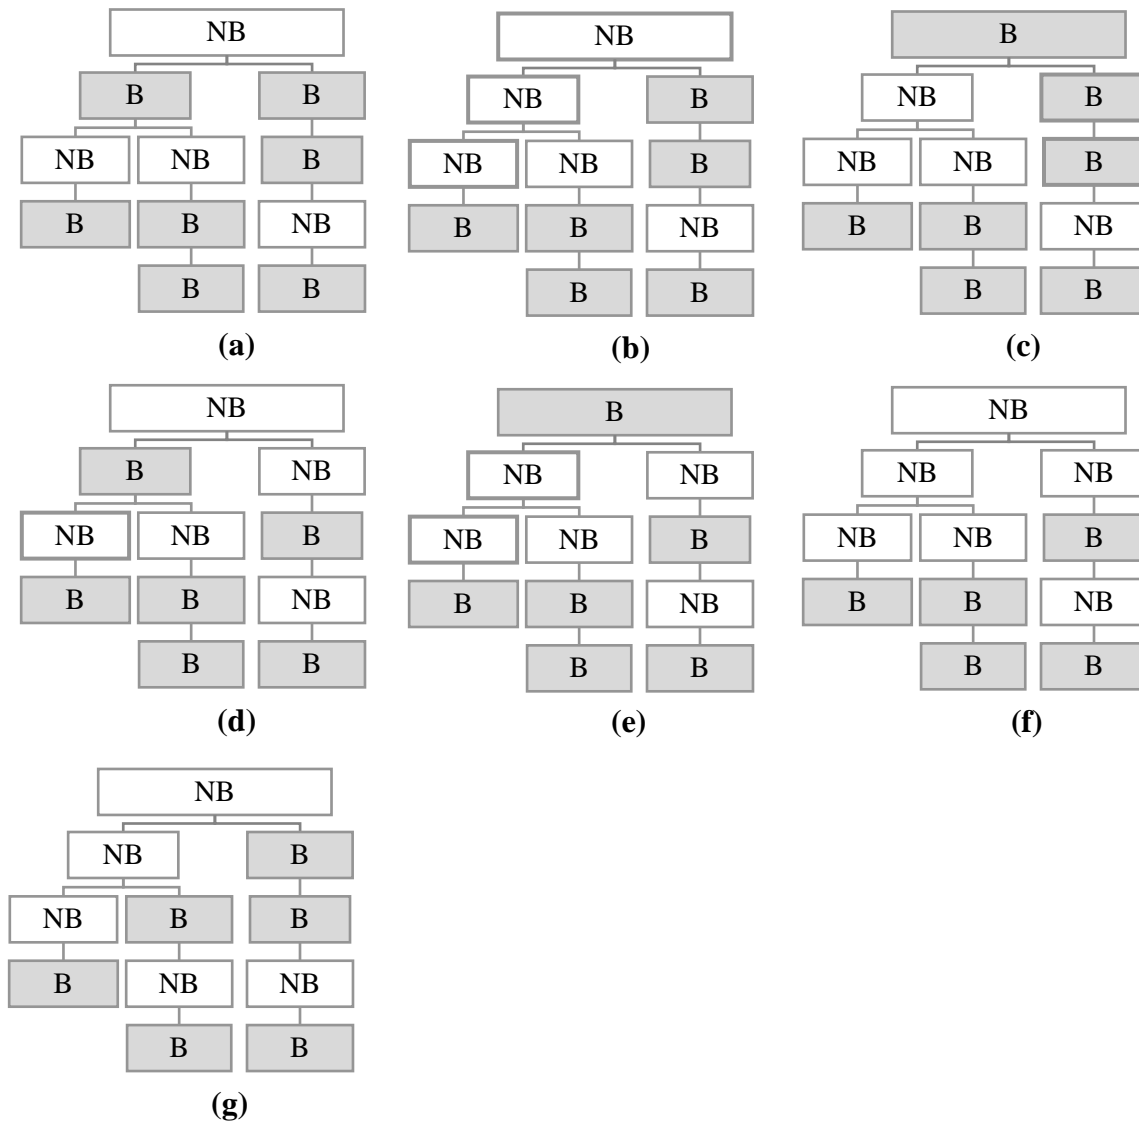 NB NB B
B B NB B NB B
NB NB B NB NB B NB NB B
B B NB B B NB B B NB
B B B B B B
(a) (b) (c)
NB B NB
B NB NB NB NB NB
NB NB B NB NB B NB NB B
B B NB B B NB B B NB
B B B B B B
(d) (e) (f)
NB
NB B
NB B B
B NB NB
B B
(g)